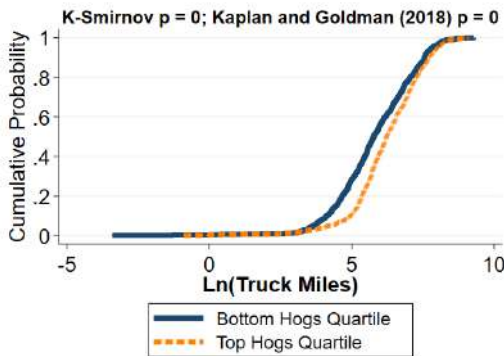 K-Smirnov p = 0; Kaplan and Goldman (2018) p = 0
Cumulative Probability
1
.8
.6
.4
.2
0
-5 0 5 10
Ln(Truck Miles)
Bottom Hogs Quartile
Top Hogs Quartile